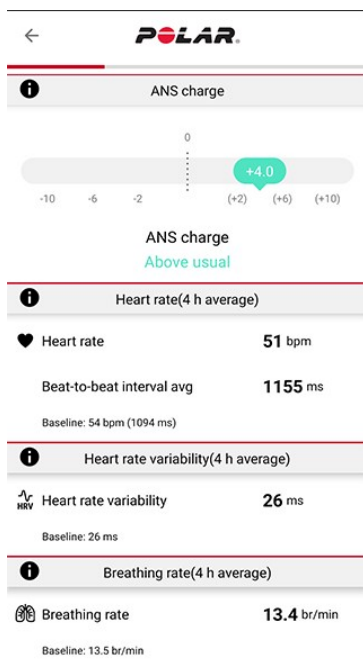 POLAR.
ANS charge
0
+4.0
-10 -6 -2 (+2) (+6) (+10)
ANS charge
Above usual
Heart rate(4 h average)
Heart rate 51 bpm
Beat-to-beat interval avg 1155 ms
Baseline: 54 bpm (1094 ms)
Heart rate variability(4 h average)
HRV Heart rate variability 26 ms
Baseline: 26 ms
Breathing rate(4 h average)
Breathing rate 13.4 br/min
Baseline: 13.5 br/min